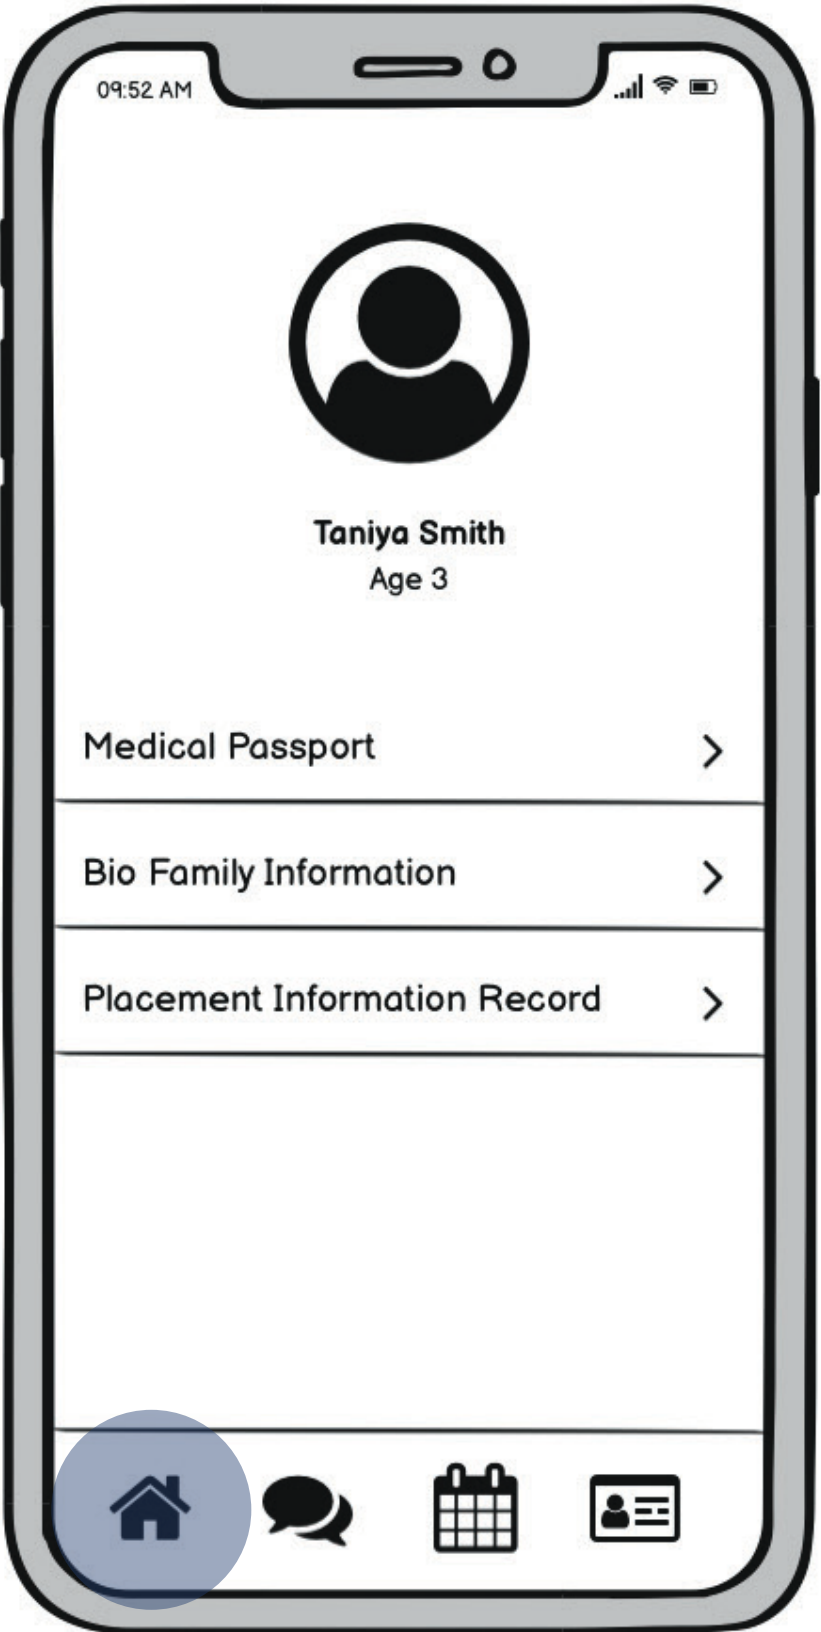 09:52 AM
Taniya Smith
Age 3
Medical Passport
Bio Family Information
Placement Information Record